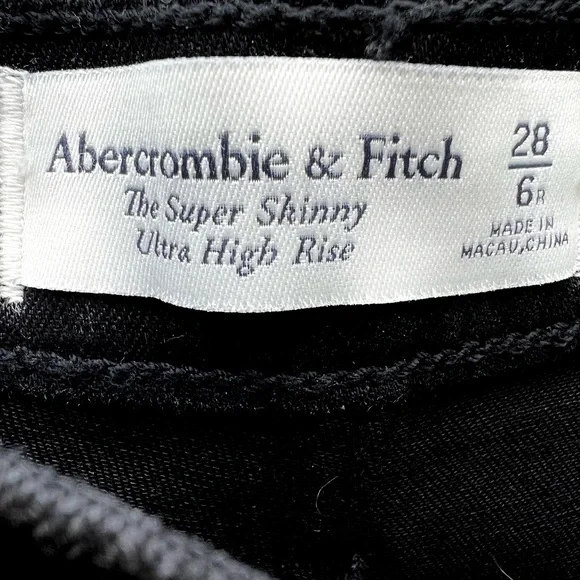 Abercrombie & Fitch
The Super Skinny
Ultra High Rise
28
6R
MADE IN
MACAU,CHINA